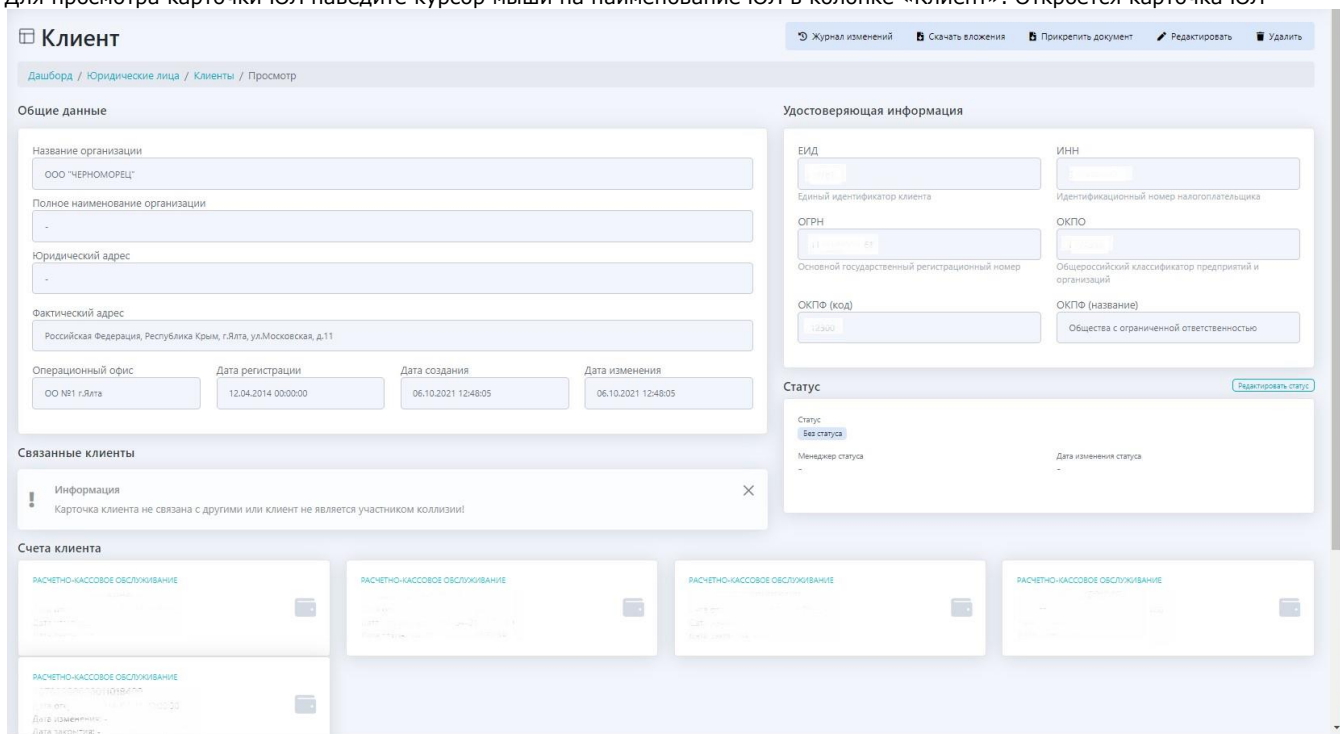 Для просмотра карточки ЮЛ наведите курсор мыши на наименование ЮЛ в колонке «Клиент». Откроется карточка ЮЛ
Клиент
Журнал изменений Скачать вложения Прикрепить документ Редактировать Удалить
Дашборд / Юридические лица / Клиенты / Просмотр
Общие данные
Название организации
ООО "ЧЕРНОМОРЕЦ"
Полное наименование организации
-
Юридический адрес
-
Фактический адрес
Российская Федерация, Республика Крым, г.Ялта, ул.Московская, д.11
Операционный офис Дата регистрации Дата создания Дата изменения
ОО №1 г.Ялта 12.04.2014 00:00:00 06.10.2021 12:48:05 06.10.2021 12:48:05
Связанные клиенты
Информация
Карточка клиента не связана с другими или клиент не является участником коллизии!
Удостоверяющая информация
ЕИД ИНН
Единый идентификатор клиента Идентификационный номер налогоплательщика
ОГРН ОКПО
Основной государственный регистрационный номер Общероссийский классификатор предприятий и
организаций
ОКПФ (код) ОКПФ (название)
Общества с ограниченной ответственностью
Статус Редактировать статус
Статус
Без статуса
Менеджер статуса Дата изменения статуса
- -
Счета клиента
РАСЧЕТНО-КАССОВОЕ ОБСЛУЖИВАНИЕ РАСЧЕТНО-КАССОВОЕ ОБСЛУЖИВАНИЕ РАСЧЕТНО-КАССОВОЕ ОБСЛУЖИВАНИЕ РАСЧЕТНО-КАССОВОЕ ОБСЛУЖИВАНИЕ
РАСЧЕТНО-КАССОВОЕ ОБСЛУЖИВАНИЕ
Дата изменения: -
Дата закрытия: -